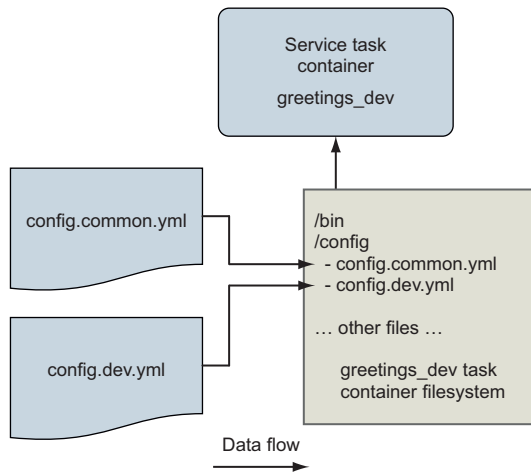 Service task
container
greetings_dev
config.common.yml
config.dev.yml
/bin
/config
- config.common.yml
- config.dev.yml
… other files …
greetings_dev task
container filesystem
Data flow